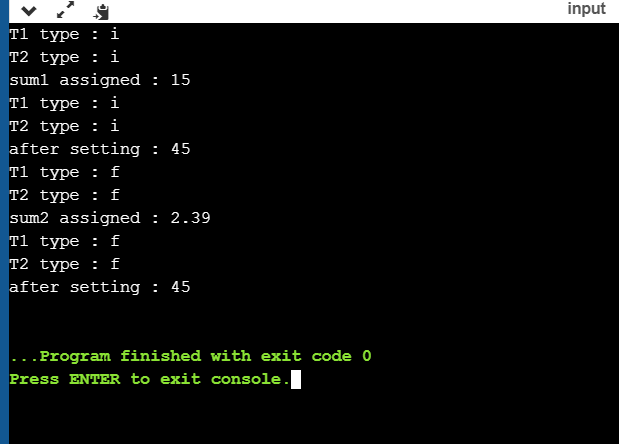 input
T1 type : i
T2 type : i
sum1 assigned : 15
T1 type : i
T2 type : i
after setting : 45
T1 type : f
T2 type : f
sum2 assigned : 2.39
T1 type : f
T2 type : f
after setting : 45
...Program finished with exit code 0
Press ENTER to exit console.